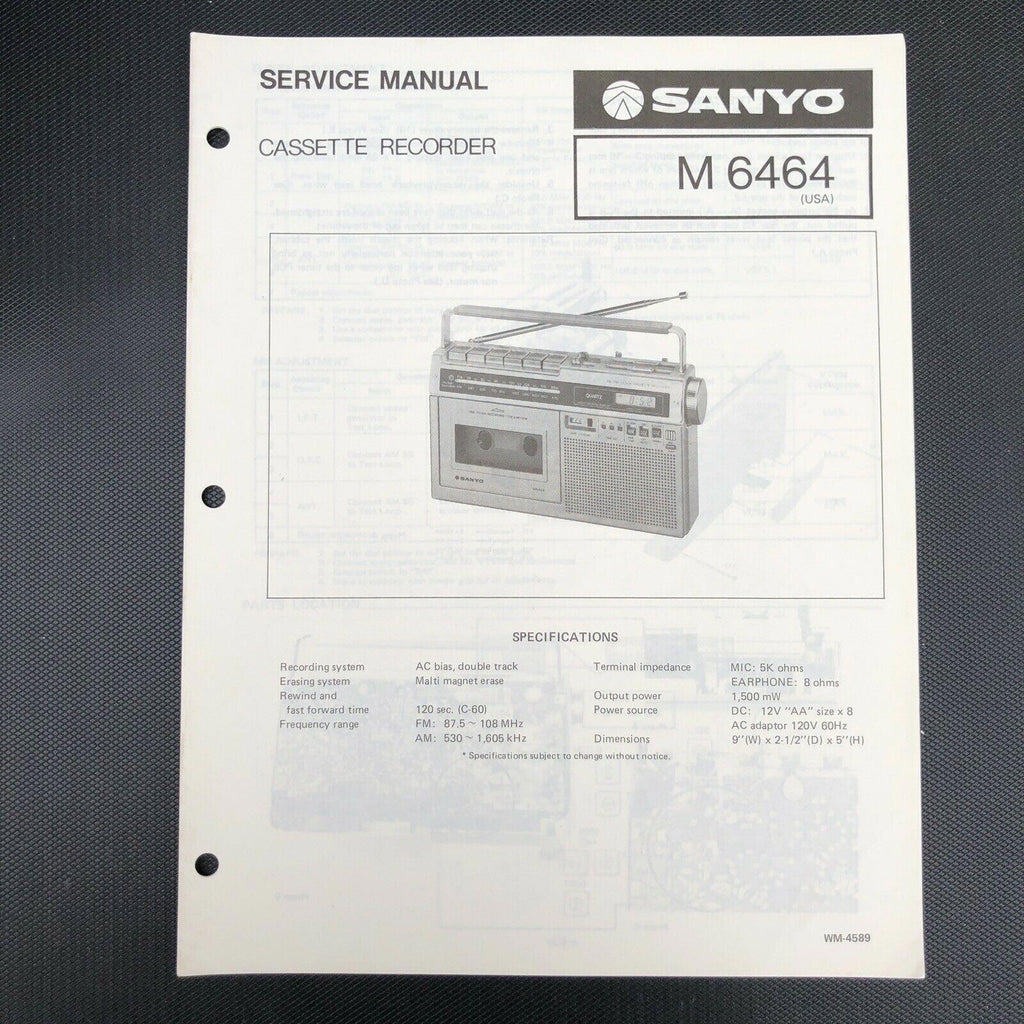 SERVICE MANUAL
SANYO
CASSETTE RECORDER
M 6464
(USA)
QUARTZ
0:52
SANYO
SPECIFICATIONS
Recording system AC bias, double track
Erasing system Malti magnet erase
Rewind and
fast forward time 120 sec. (C-60)
Frequency range FM: 87.5 ~ 108 MHz
AM: 530 ~ 1,605 kHz
Terminal impedance MIC: 5K ohms
EARPHONE: 8 ohms
Output power 1,500 mW
Power source DC: 12V "AA" size x 8
AC adaptor 120V 60Hz
Dimensions 9''(W) x 2-1/2''(D) x 5''(H)
* Specifications subject to change without notice.
PARTS LOCATION
WM-4589